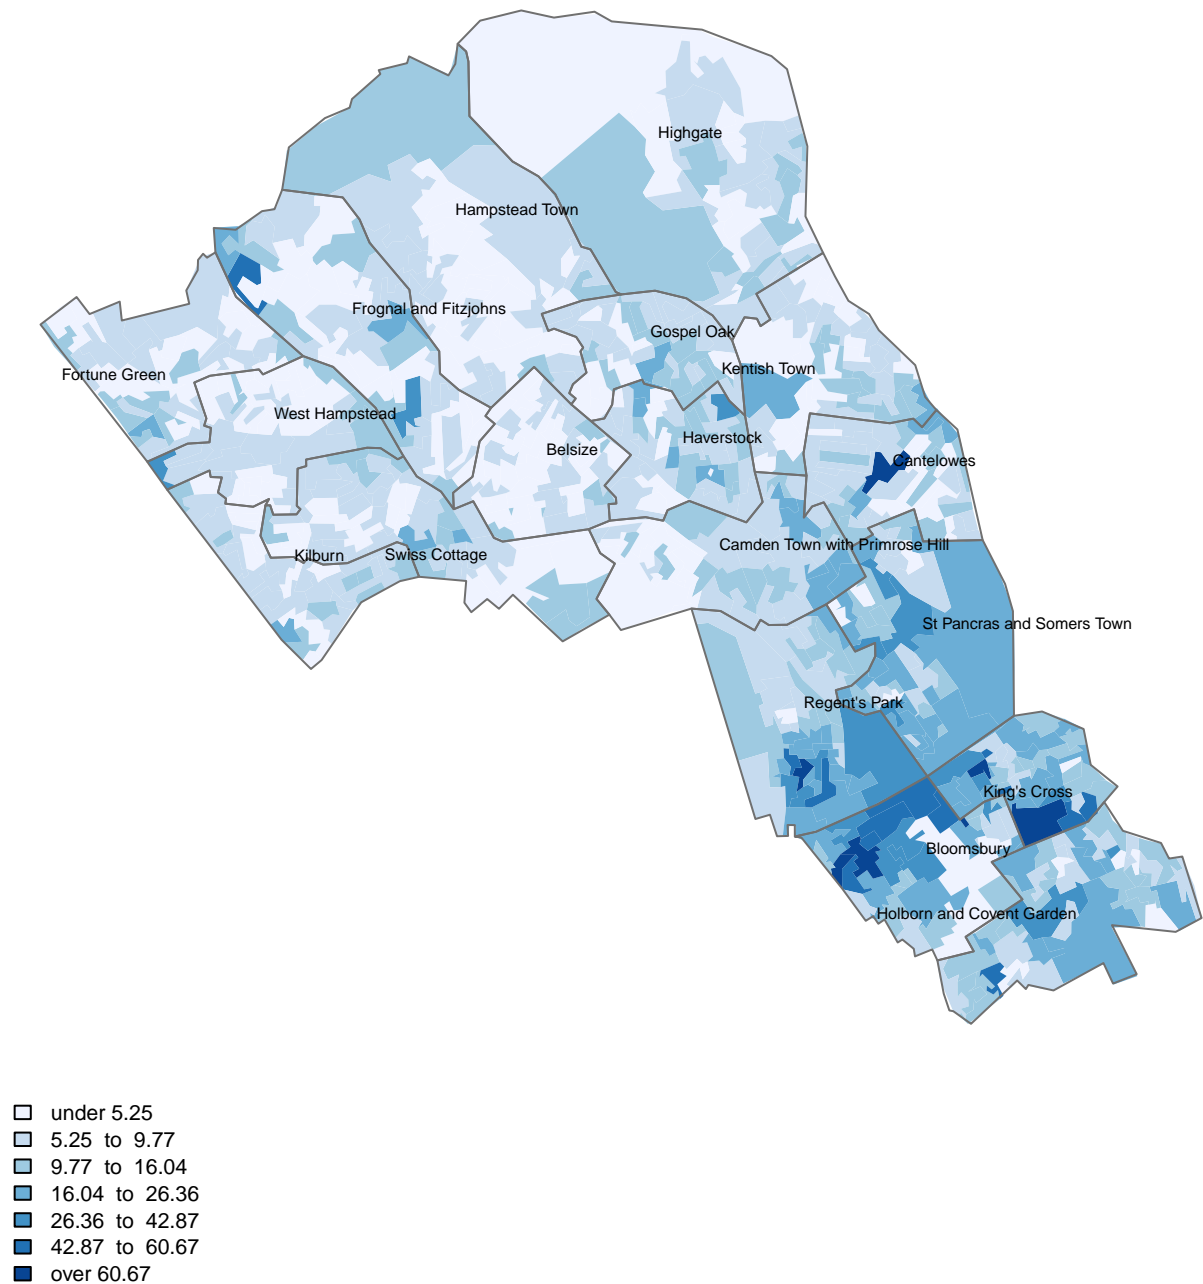 Highgate
Hampstead Town
Frognal and Fitzjohns
Gospel Oak
Kentish Town
Fortune Green
West Hampstead
Haverstock
Belsize
Cantelowes
Camden Town with Primrose Hill
Kilburn
Swiss Cottage
St Pancras and Somers Town
Regent's Park
King's Cross
Bloomsbury
Holborn and Covent Garden
under 5.25
5.25 to 9.77
9.77 to 16.04
16.04 to 26.36
26.36 to 42.87
42.87 to 60.67
over 60.67